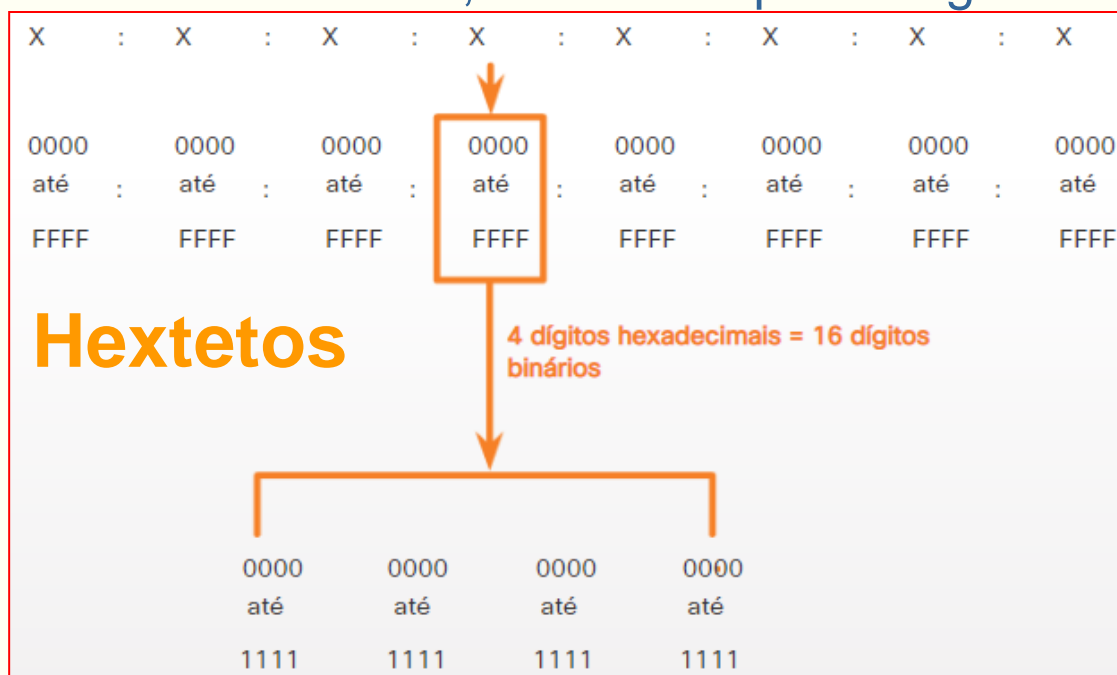 X : X : X : X : X : X : X : X
0000 0000 0000 0000 0000 0000 0000 0000
até : até : até : até : até : até : até : até
FFFF FFFF FFFF FFFF FFFF FFFF FFFF FFFF
Hextetos
4 dígitos hexadecimais = 16 dígitos
binários
0000 0000 0000 0000
até até até até
1111 1111 1111 1111